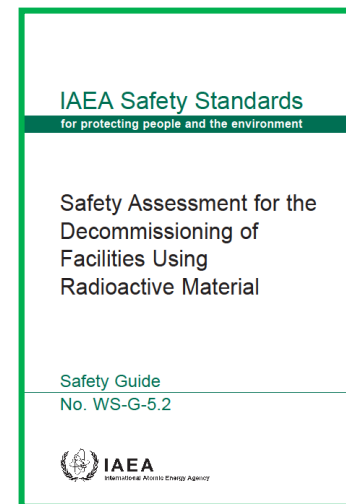 IAEA Safety Standards
for protecting people and the environment
Safety Assessment for the
Decommissioning of
Facilities Using
Radioactive Material
Safety Guide
No. WS-G-5.2
IAEA
International Atomic Energy Agency